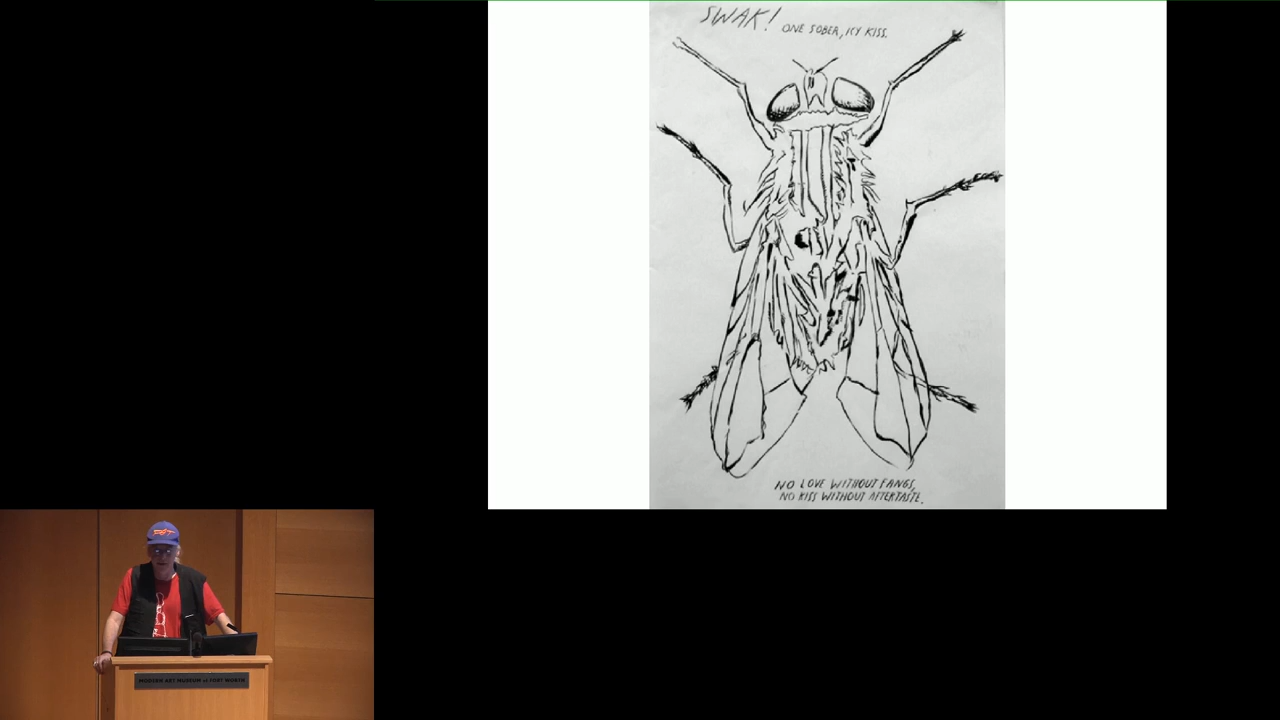 SWAK!
ONE SOBER, ICY KISS.
NO LOVE WITHOUT FANGS,
NO KISS WITHOUT AFTERTASTE.
MODERN ART MUSEUM of FORT WORTH